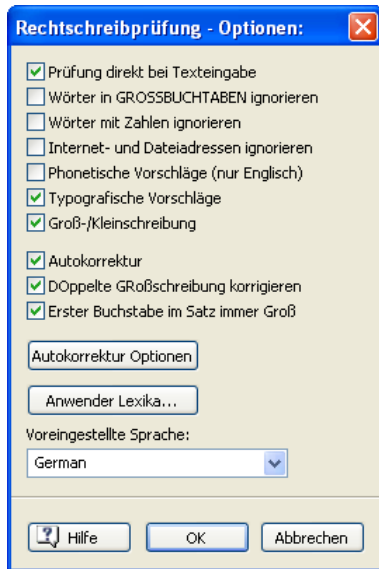 Rechtschreibprüfung - Optionen:
Prüfung direkt bei Texteingabe
Wörter in GROSSBUCHTABEN ignorieren
Wörter mit Zahlen ignorieren
Internet- und Dateiadressen ignorieren
Phonetische Vorschläge (nur Englisch)
Typografische Vorschläge
Groß-/Kleinschreibung
Autokorrektur
DOppelte GRoßschreibung korrigieren
Erster Buchstabe im Satz immer Groß
Autokorrektur Optionen
Anwender Lexika...
Voreingestellte Sprache:
German
Hilfe OK Abbrechen